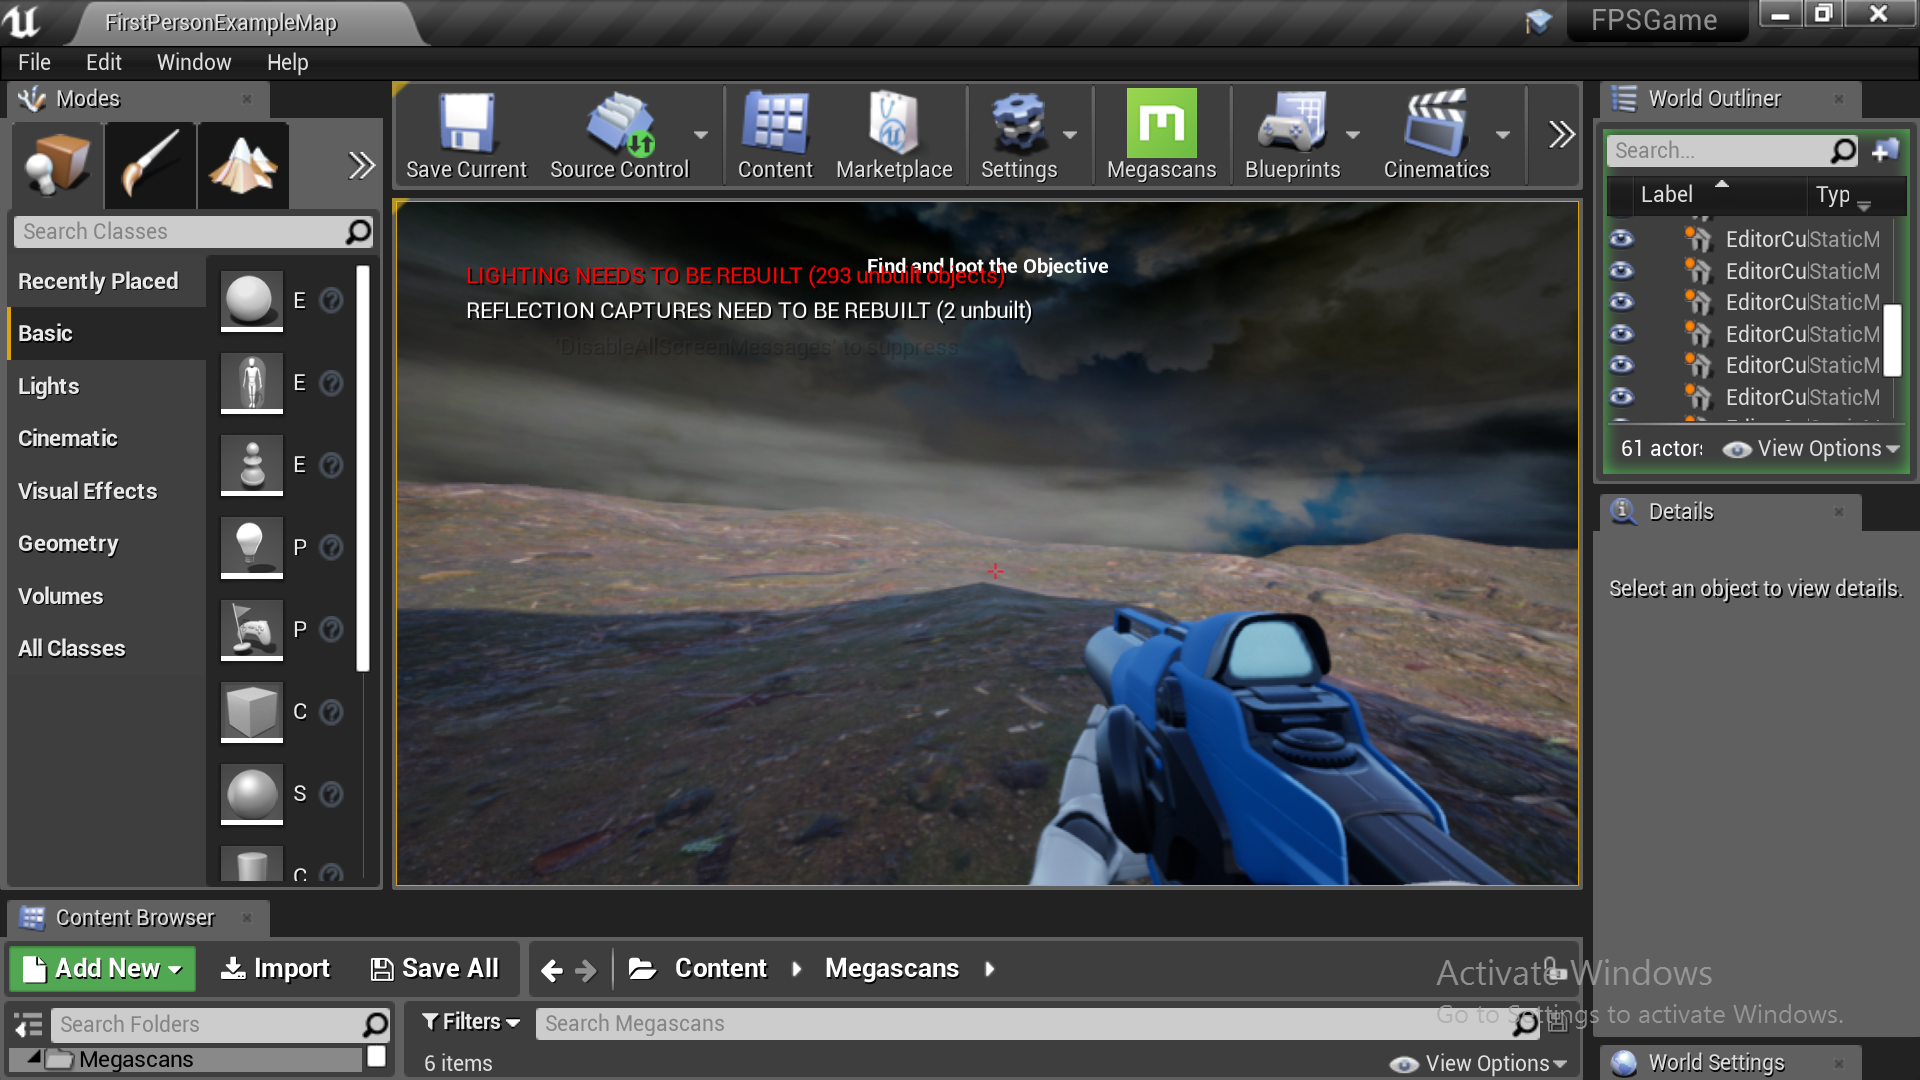 FirstPersonExampleMap
FPSGame
File Edit Window Help
Modes
Search Classes
Recently Placed
Basic
Lights
Cinematic
Visual Effects
Geometry
Volumes
All Classes
E
E
E
P
P
C
S
C
Save Current Source Control Content Marketplace Settings Megascans Blueprints Cinematics
Find and loot the Objective
LIGHTING NEEDS TO BE REBUILT (293 unbuilt objects)
REFLECTION CAPTURES NEED TO BE REBUILT (2 unbuilt)
'DisableAllScreenMessages' to suppress
World Outliner
Search...
Label Typ
EditorCu StaticM
EditorCu StaticM
EditorCu StaticM
EditorCu StaticM
EditorCu StaticM
EditorCu StaticM
61 actor View Options
Details
Select an object to view details.
Content Browser
Add New Import Save All Content Megascans
Search Folders
Megascans
Filters Search Megascans
6 items View Options
Activate Windows
Go to Settings to activate Windows.
World Settings